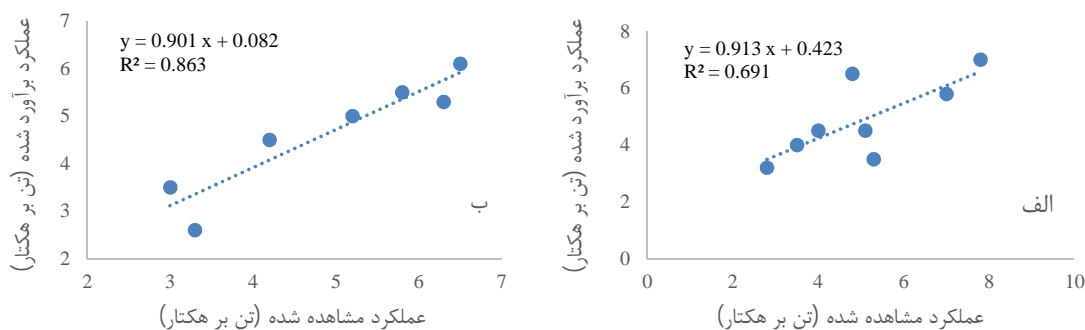 عملکرد برآورد شده (تن بر هکتار)
7
6
5
4
3
2
y = 0.901 x + 0.082
R² = 0.863
ب
2 3 4 5 6 7
عملکرد مشاهده شده (تن بر هکتار)
عملکرد برآورد شده (تن بر هکتار)
8
6
4
2
0
y = 0.913 x + 0.423
R² = 0.691
الف
0 2 4 6 8 10
عملکرد مشاهده شده (تن بر هکتار)